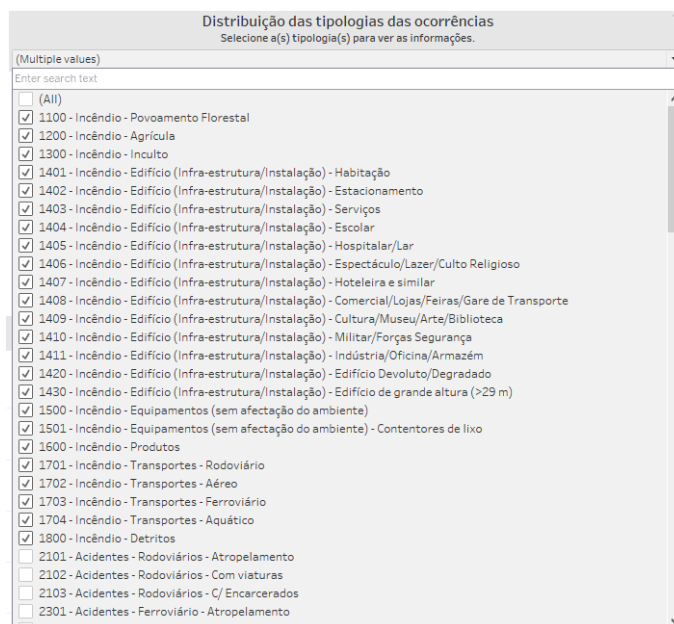 Distribuição das tipologias das ocorrências
Selecione a(s) tipologia(s) para ver as informações.
(Multiple values)
Enter search text
(All)
1100 - Incêndio - Povoamento Florestal
1200 - Incêndio - Agrícula
1300 - Incêndio - Inculto
1401 - Incêndio - Edifício (Infra-estrutura/Instalação) - Habitação
1402 - Incêndio - Edifício (Infra-estrutura/Instalação) - Estacionamento
1403 - Incêndio - Edifício (Infra-estrutura/Instalação) - Serviços
1404 - Incêndio - Edifício (Infra-estrutura/Instalação) - Escolar
1405 - Incêndio - Edifício (Infra-estrutura/Instalação) - Hospitalar/Lar
1406 - Incêndio - Edifício (Infra-estrutura/Instalação) - Espectáculo/Lazer/Culto Religioso
1407 - Incêndio - Edifício (Infra-estrutura/Instalação) - Hoteleira e similar
1408 - Incêndio - Edifício (Infra-estrutura/Instalação) - Comercial/Lojas/Feiras/Gare de Transporte
1409 - Incêndio - Edifício (Infra-estrutura/Instalação) - Cultura/Museu/Arte/Biblioteca
1410 - Incêndio - Edifício (Infra-estrutura/Instalação) - Militar/Forças Segurança
1411 - Incêndio - Edifício (Infra-estrutura/Instalação) - Indústria/Oficina/Armazém
1420 - Incêndio - Edifício (Infra-estrutura/Instalação) - Edifício Devoluto/Degradado
1430 - Incêndio - Edifício (Infra-estrutura/Instalação) - Edifício de grande altura (>29 m)
1500 - Incêndio - Equipamentos (sem afectação do ambiente)
1501 - Incêndio - Equipamentos (sem afectação do ambiente) - Contentores de lixo
1600 - Incêndio - Produtos
1701 - Incêndio - Transportes - Rodoviário
1702 - Incêndio - Transportes - Aéreo
1703 - Incêndio - Transportes - Ferroviário
1704 - Incêndio - Transportes - Aquático
1800 - Incêndio - Detritos
2101 - Acidentes - Rodoviários - Atropelamento
2102 - Acidentes - Rodoviários - Com viaturas
2103 - Acidentes - Rodoviários - C/ Encarcerados
2301 - Acidentes - Ferroviário - Atropelamento